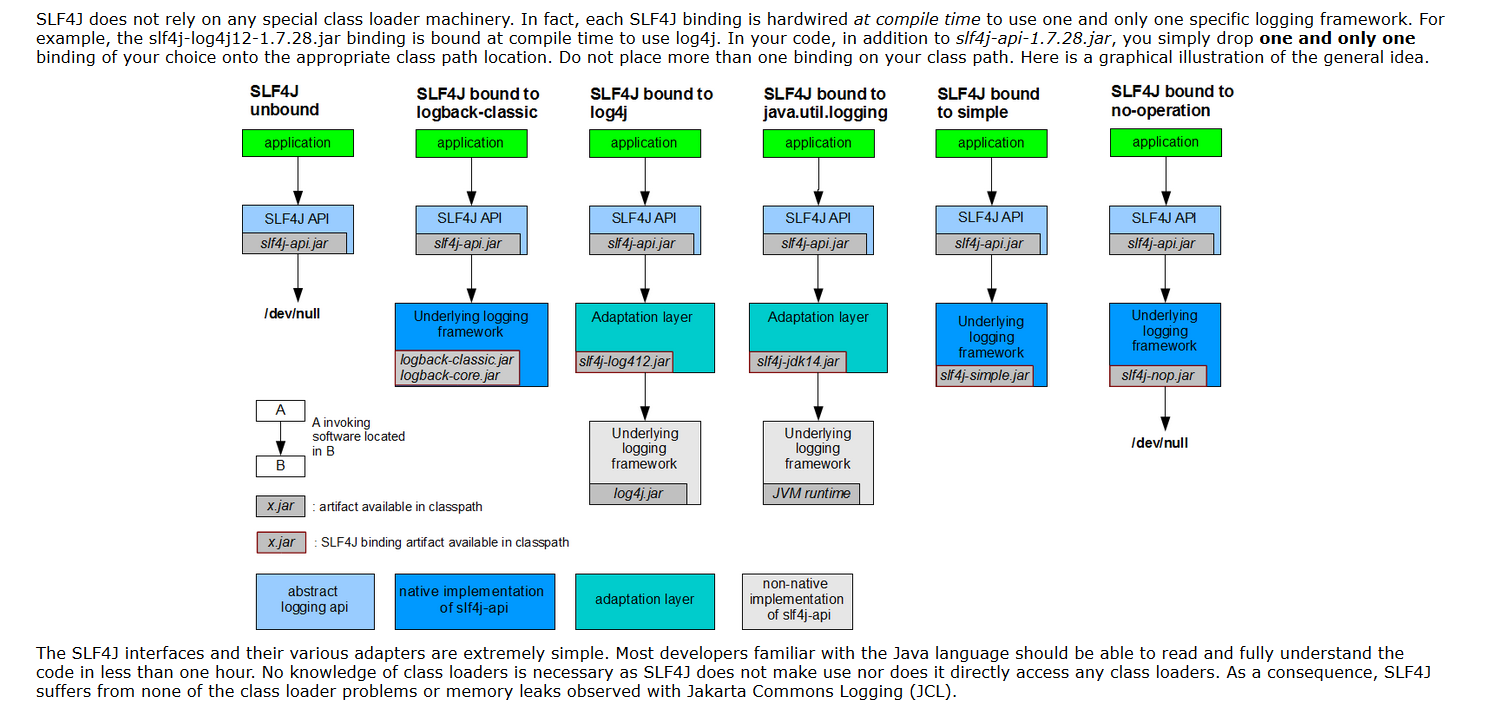 SLF4J does not rely on any special class loader machinery. In fact, each SLF4J binding is hardwired at compile time to use one and only one specific logging framework. For
example, the slf4j-log4j12-1.7.28.jar binding is bound at compile time to use log4j. In your code, in addition to slf4j-api-1.7.28.jar, you simply drop one and only one
binding of your choice onto the appropriate class path location. Do not place more than one binding on your class path. Here is a graphical illustration of the general idea.
SLF4J
unbound
SLF4J bound to
logback-classic
SLF4J bound to
log4j
SLF4J bound to
java.util.logging
SLF4J bound
to simple
SLF4J bound to
no-operation
application
application
application
application
application
application
SLF4J API
slf4j-api.jar
SLF4J API
slf4j-api.jar
SLF4J API
slf4j-api.jar
SLF4J API
slf4j-api.jar
SLF4J API
slf4j-api.jar
SLF4J API
slf4j-api.jar
/dev/null
Underlying logging
framework
logback-classic.jar
logback-core.jar
Adaptation layer
slf4j-log412.jar
Adaptation layer
slf4j-jdk14.jar
Underlying
logging
framework
slf4j-simple.jar
Underlying
logging
framework
slf4j-nop.jar
Underlying
logging
framework
log4j.jar
Underlying
logging
framework
JVM runtime
/dev/null
A
B
A invoking
software located
in B
x.jar : artifact available in classpath
x.jar : SLF4J binding artifact available in classpath
abstract
logging api
native implementation
of slf4j-api
adaptation layer
non-native
implementation
of slf4j-api
The SLF4J interfaces and their various adapters are extremely simple. Most developers familiar with the Java language should be able to read and fully understand the
code in less than one hour. No knowledge of class loaders is necessary as SLF4J does not make use nor does it directly access any class loaders. As a consequence, SLF4J
suffers from none of the class loader problems or memory leaks observed with Jakarta Commons Logging (JCL).